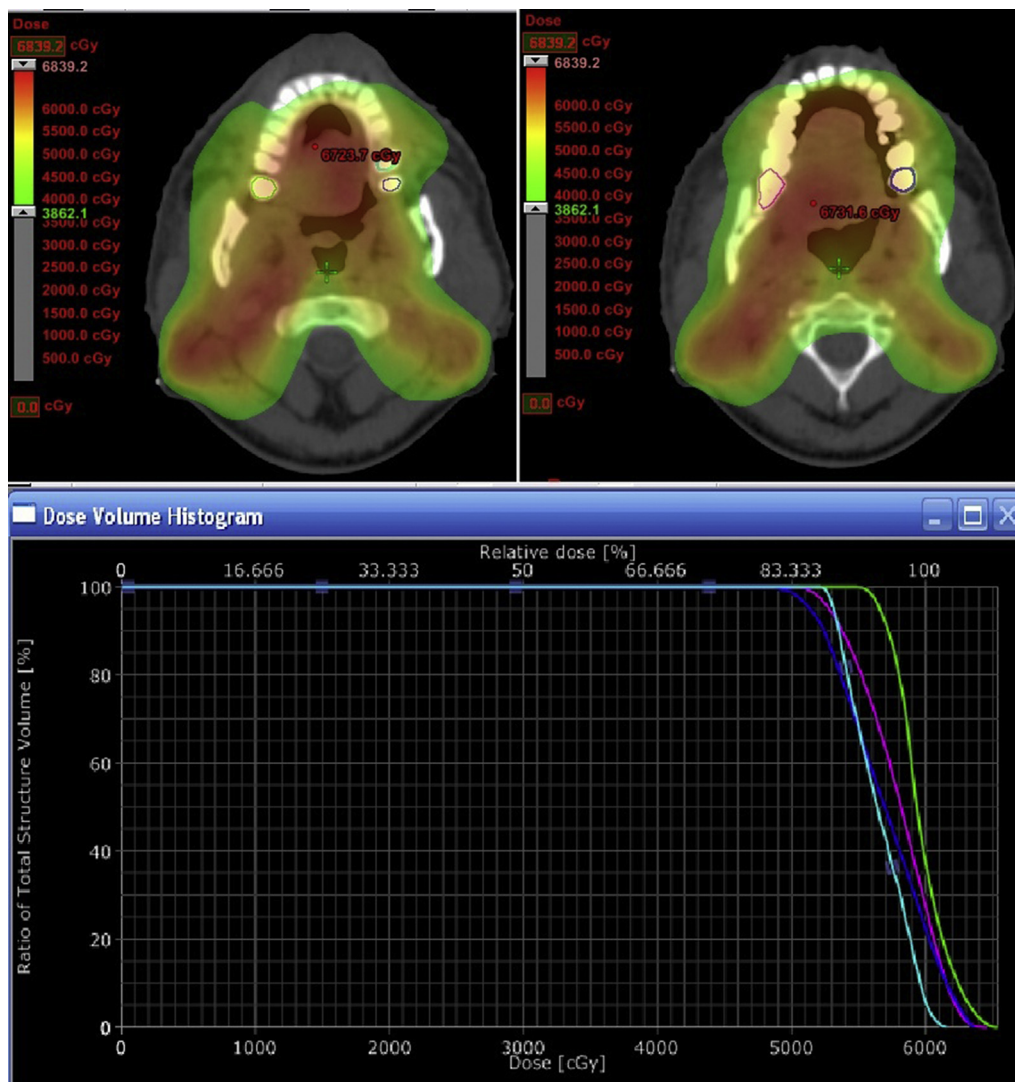 Dose
6839.2 cGy
6839.2
6000.0 cGy
5500.0 cGy
5000.0 cGy
4500.0 cGy
4000.0 cGy
3862.1
3500.0 cGy
3000.0 cGy
2500.0 cGy
2000.0 cGy
1500.0 cGy
1000.0 cGy
500.0 cGy
0.0 cGy
6723.7 cGy
Dose
6839.2 cGy
6839.2
6000.0 cGy
5500.0 cGy
5000.0 cGy
4500.0 cGy
4000.0 cGy
3862.1
3500.0 cGy
3000.0 cGy
2500.0 cGy
2000.0 cGy
1500.0 cGy
1000.0 cGy
500.0 cGy
0.0 cGy
6731.6 cGy
Dose Volume Histogram
Relative dose [%]
0 16.666 33.333 50 66.666 83.333 100
Ratio of Total Structure Volume [%]
100
80
60
40
20
0
0 1000 2000 3000 4000 5000 6000
Dose [cGy]